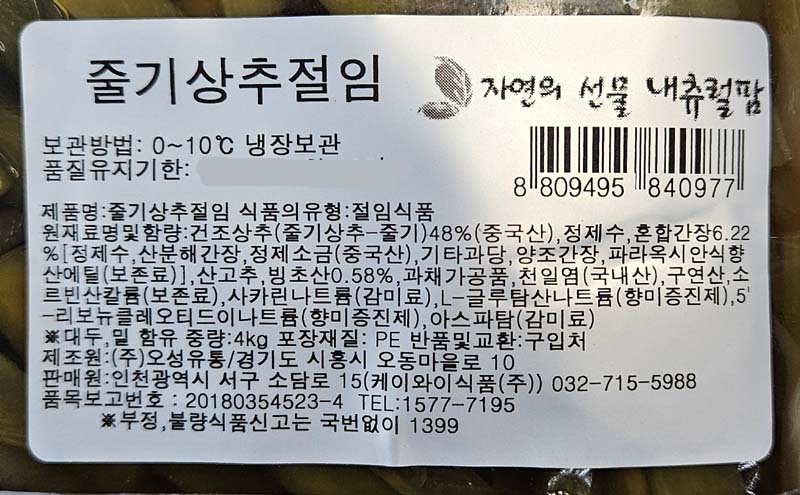 줄기상추절임
자연의 선물 내츄럴팜
보관방법: 0~10℃ 냉장보관
품질유지기한:
8 809495 840977
제품명:줄기상추절임 식품의유형:절임식품
원재료명및함량:건조상추(줄기상추-줄기)48%(중국산),정제수,혼합간장6.22
%[정제수,산분해간장,정제소금(중국산),기타과당,양조간장,파라옥시안식향
산에틸(보존료)],산고추,빙초산0.58%,과채가공품,천일염(국내산),구연산,소
르빈산칼륨(보존료),사카린나트륨(감미료),L-글루탐산나트륨(향미증진제),5'
-리보뉴클레오티드이나트륨(향미증진제),아스파탐(감미료)
※대두,밀 함유 중량:4kg 포장재질: PE 반품및교환:구입처
제조원:(주)오성유통/경기도 시흥시 오동마을로 10
판매원:인천광역시 서구 소담로 15(케이와이식품(주)) 032-715-5988
품목보고번호 : 20180354523-4 TEL:1577-7195
※부정,불량식품신고는 국번없이 1399